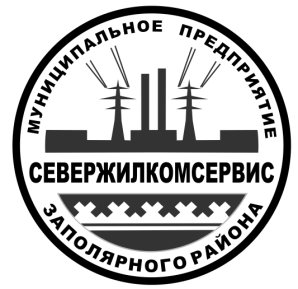 МУНИЦИПАЛЬНОЕ ПРЕДПРИЯТИЕ
СЕВЕРЖИЛКОМСЕРВИС
ЗАПОЛЯРНОГО РАЙОНА